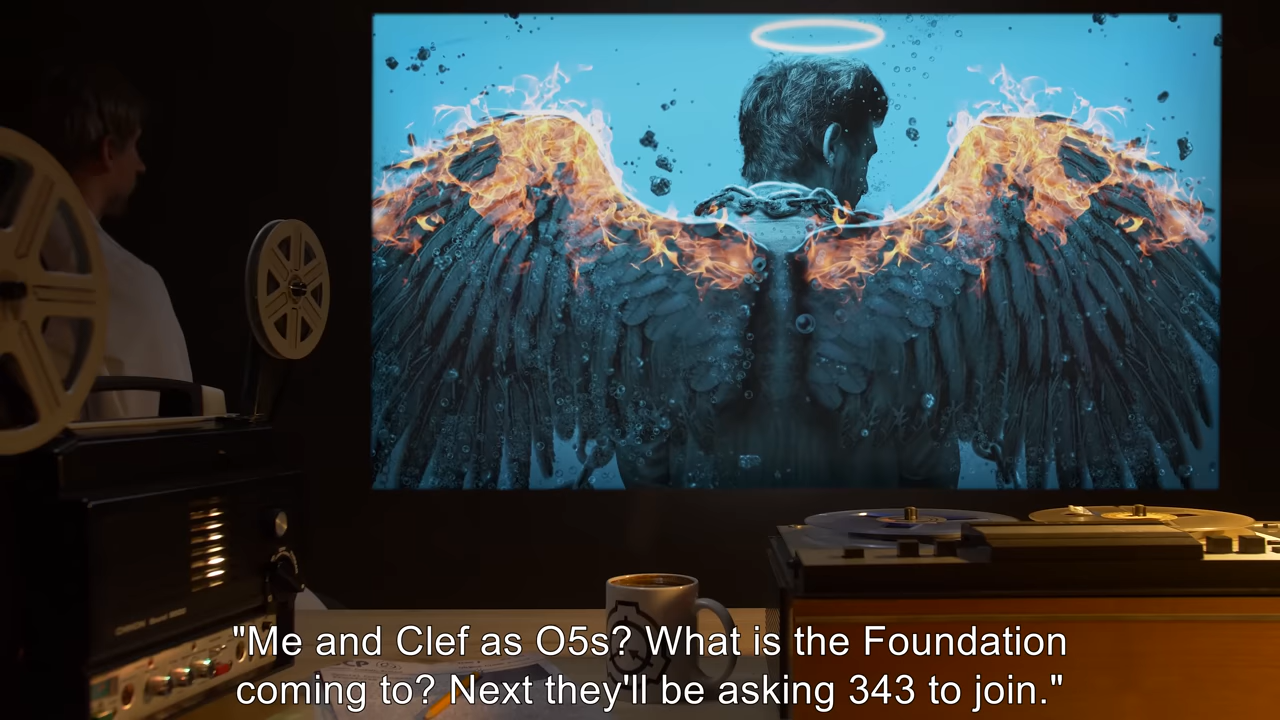 "Me and Clef as O5s? What is the Foundation
coming to? Next they'll be asking 343 to join."